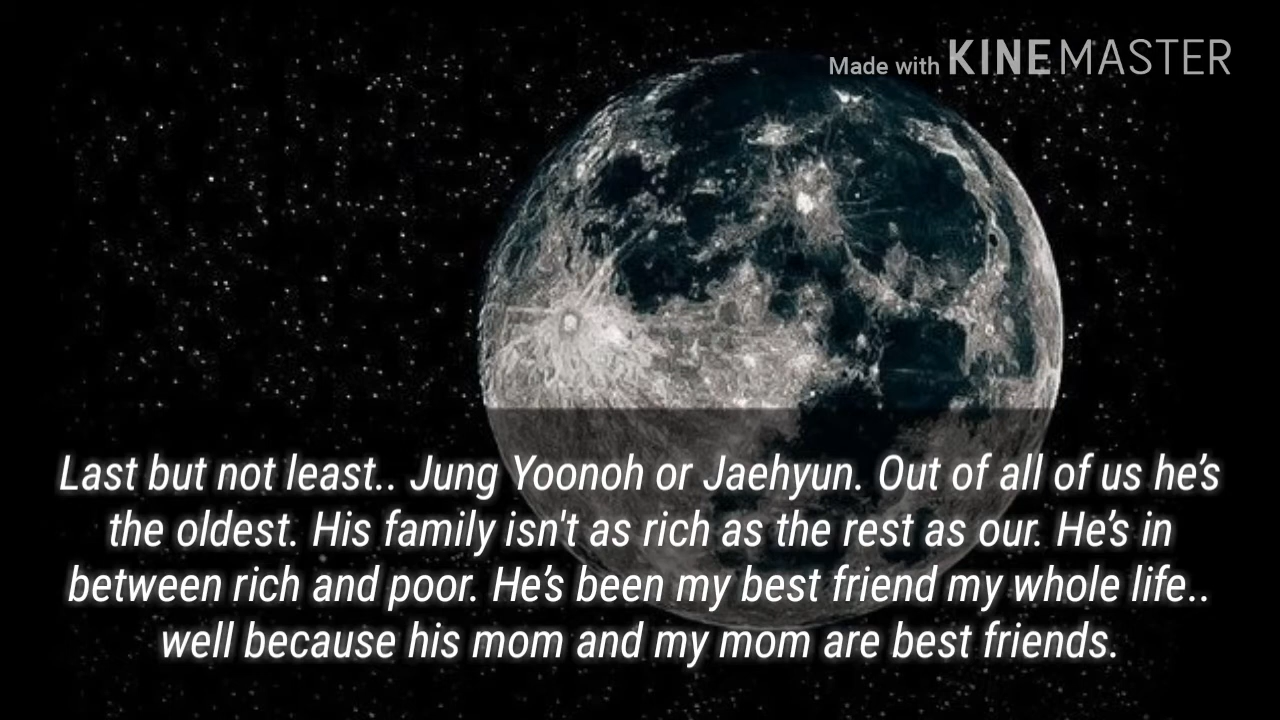 Made with KINEMASTER
Last but not least.. Jung Yoonoh or Jaehyun. Out of all of us he’s
the oldest. His family isn't as rich as the rest as our. He’s in
between rich and poor. He’s been my best friend my whole life..
well because his mom and my mom are best friends.